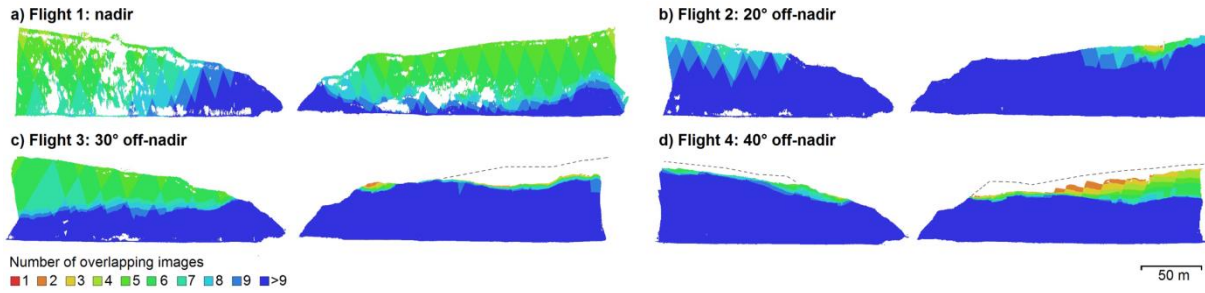 a) Flight 1: nadir
b) Flight 2: 20° off-nadir
c) Flight 3: 30° off-nadir
d) Flight 4: 40° off-nadir
Number of overlapping images
1 2 3 4 5 6 7 8 9 >9
50 m